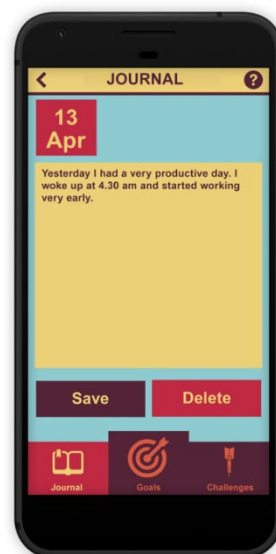 JOURNAL
?
13
Apr
Yesterday I had a very productive day. I
woke up at 4.30 am and started working
very early.
Save
Delete
Journal
Goals
Challenges